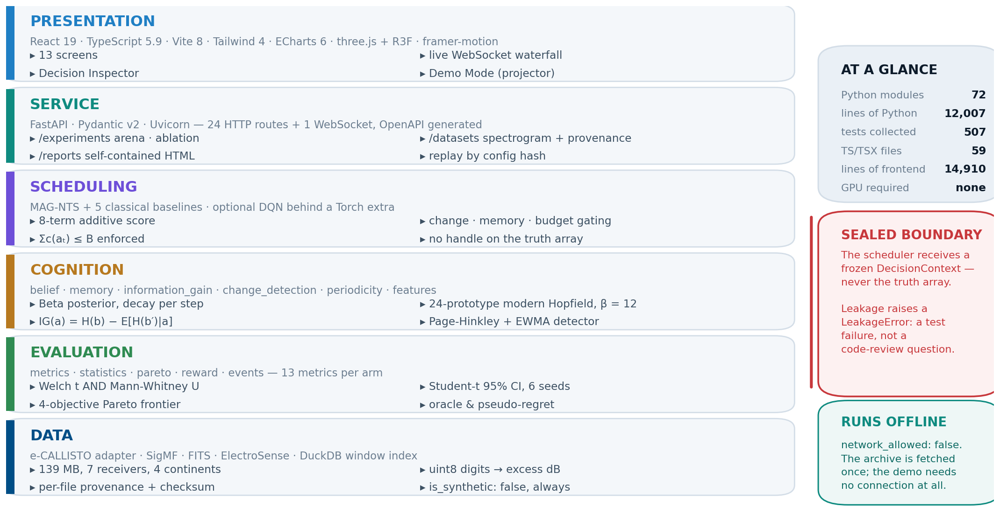 PRESENTATION
React 19 · TypeScript 5.9 · Vite 8 · Tailwind 4 · ECharts 6 · three.js + R3F · framer-motion
▸ 13 screens
▸ live WebSocket waterfall
▸ Decision Inspector
▸ Demo Mode (projector)
SERVICE
FastAPI · Pydantic v2 · Uvicorn — 24 HTTP routes + 1 WebSocket, OpenAPI generated
▸ /experiments arena · ablation
▸ /datasets spectrogram + provenance
▸ /reports self-contained HTML
▸ replay by config hash
SCHEDULING
MAG-NTS + 5 classical baselines · optional DQN behind a Torch extra
▸ 8-term additive score
▸ change · memory · budget gating
▸ Σc(aₜ) ≤ B enforced
▸ no handle on the truth array
COGNITION
belief · memory · information_gain · change_detection · periodicity · features
▸ Beta posterior, decay per step
▸ 24-prototype modern Hopfield, β = 12
▸ IG(a) = H(b) − E[H(b′)|a]
▸ Page-Hinkley + EWMA detector
EVALUATION
metrics · statistics · pareto · reward · events — 13 metrics per arm
▸ Welch t AND Mann-Whitney U
▸ Student-t 95% CI, 6 seeds
▸ 4-objective Pareto frontier
▸ oracle & pseudo-regret
DATA
e-CALLISTO adapter · SigMF · FITS · ElectroSense · DuckDB window index
▸ 139 MB, 7 receivers, 4 continents
▸ uint8 digits → excess dB
▸ per-file provenance + checksum
▸ is_synthetic: false, always
AT A GLANCE
Python modules 72
lines of Python 12,007
tests collected 507
TS/TSX files 59
lines of frontend 14,910
GPU required none
SEALED BOUNDARY
The scheduler receives a
frozen DecisionContext —
never the truth array.
Leakage raises a
LeakageError: a test
failure, not a
code-review question.
RUNS OFFLINE
network_allowed: false.
The archive is fetched
once; the demo needs
no connection at all.